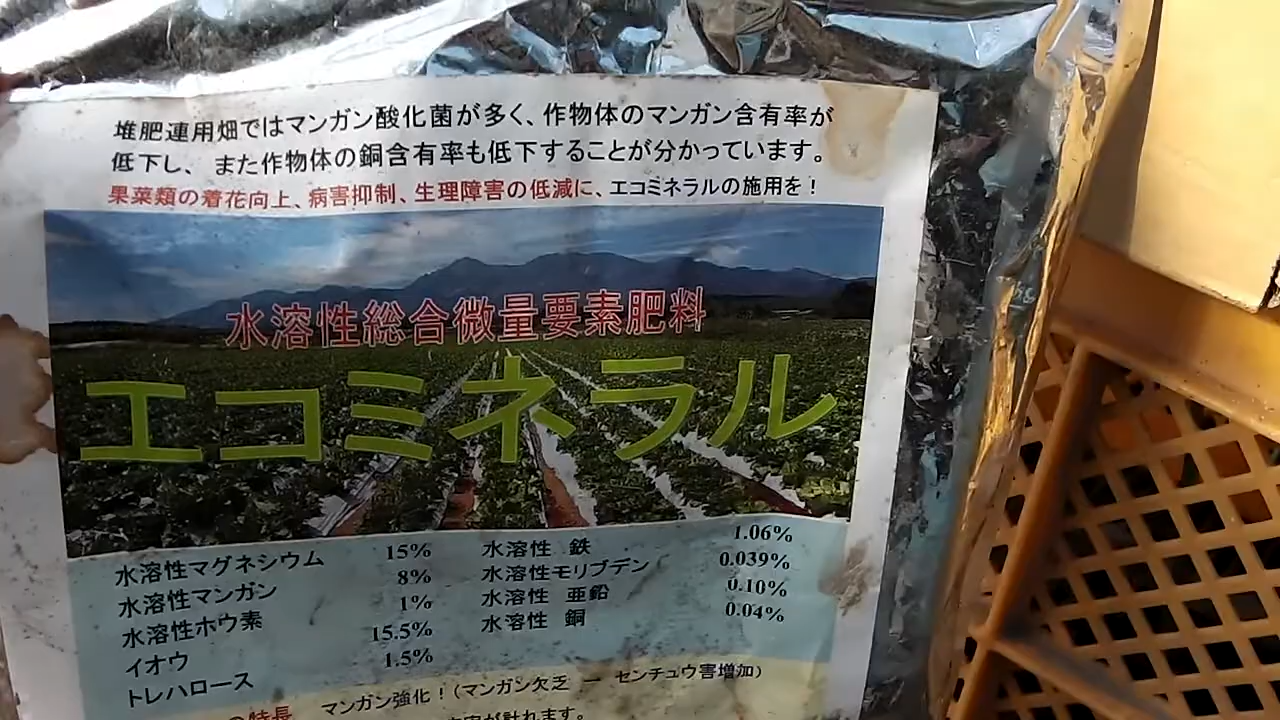 堆肥連用畑ではマンガン酸化菌が多く、作物体のマンガン含有率が
低下し、また作物体の銅含有率も低下することが分かっています。
果菜類の着花向上、病害抑制、生理障害の低減に、エコミネラルの施用を！
水溶性総合微量要素肥料
エコミネラル
水溶性マグネシウム 15% 水溶性 鉄 1.06%
水溶性マンガン 8% 水溶性モリブデン 0.039%
水溶性ホウ素 1% 水溶性 亜鉛 0.10%
イオウ 15.5% 水溶性 銅 0.04%
トレハロース 1.5%
の特長 マンガン強化！(マンガン欠乏 ー センチュウ害増加)
が計れます。